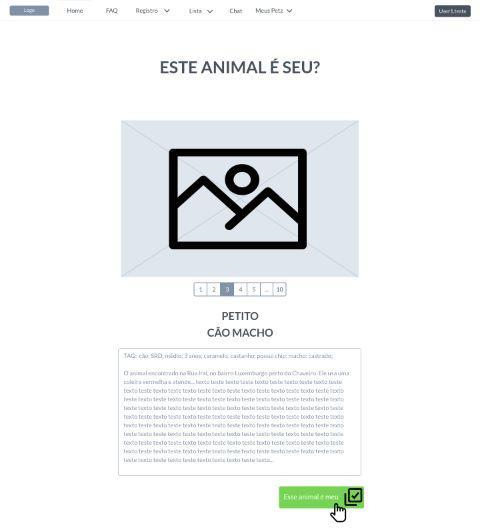 Logo Home FAQ Registro Lista Chat Meus Pets User1.teste
ESTE ANIMAL É SEU?
1 2 3 4 5 ... 10
PETITO
CÃO MACHO
TAG: cão; SRD; médio; 3 anos; caramelo; castanho; possui chip; macho; castrado;
O animal encontrado na Rua Iraí, no bairro Luxemburgo perto do Chaveiro. Ele usa uma
coleira vermelha e atende... texto teste texto teste texto teste texto teste texto teste
texto teste texto teste texto teste texto teste texto teste texto teste texto
teste texto teste texto teste texto teste texto teste texto teste texto teste
texto teste texto teste texto teste texto teste texto teste texto teste texto
teste texto teste texto teste texto teste texto teste texto teste texto teste
texto teste texto teste texto teste texto teste texto teste texto teste texto
teste texto teste texto teste texto teste texto teste texto teste texto teste
texto teste texto teste texto teste texto teste texto teste texto teste texto
teste texto teste texto teste texto teste texto teste texto teste...
Esse animal é meu